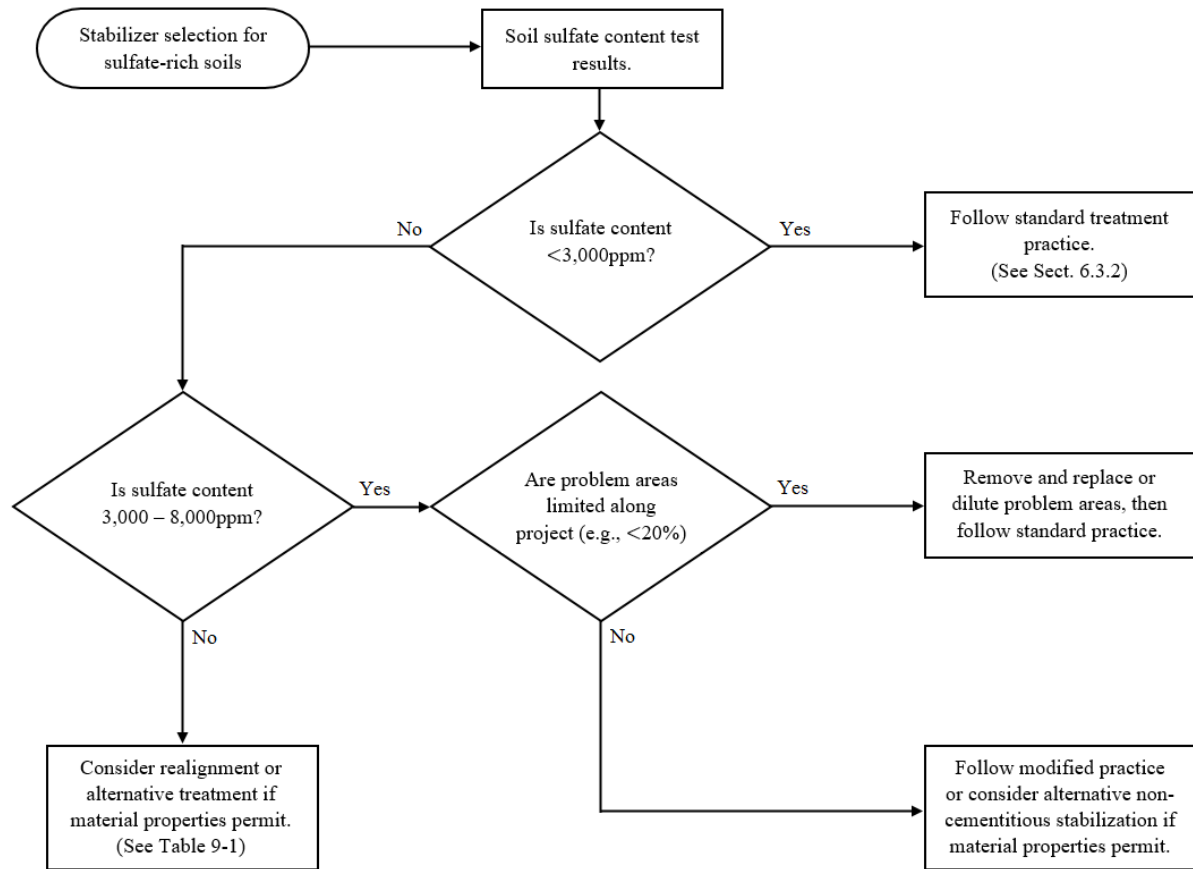 Stabilizer selection for
sulfate-rich soils
Soil sulfate content test
results.
Is sulfate content
<3,000ppm?
No
Yes
Follow standard treatment
practice.
(See Sect. 6.3.2)
Is sulfate content
3,000 – 8,000ppm?
Yes
No
Are problem areas
limited along
project (e.g., <20%)
Yes
No
Remove and replace or
dilute problem areas, then
follow standard practice.
Consider realignment or
alternative treatment if
material properties permit.
(See Table 9-1)
Follow modified practice
or consider alternative non-
cementitious stabilization if
material properties permit.